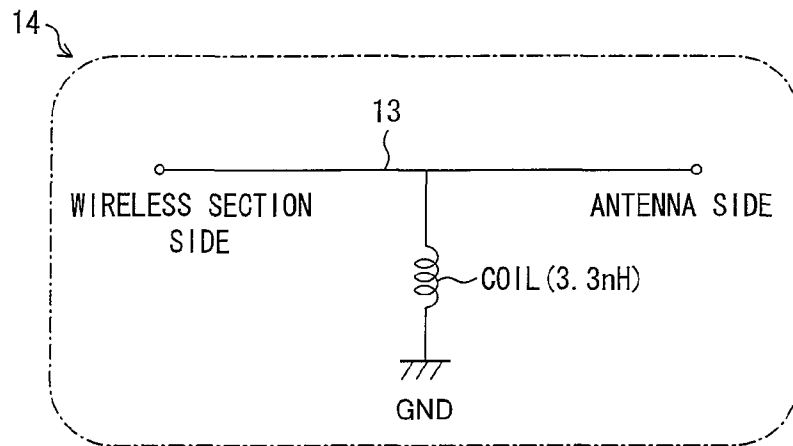 14
13
WIRELESS SECTION
SIDE
ANTENNA SIDE
COIL(3.3nH)
GND